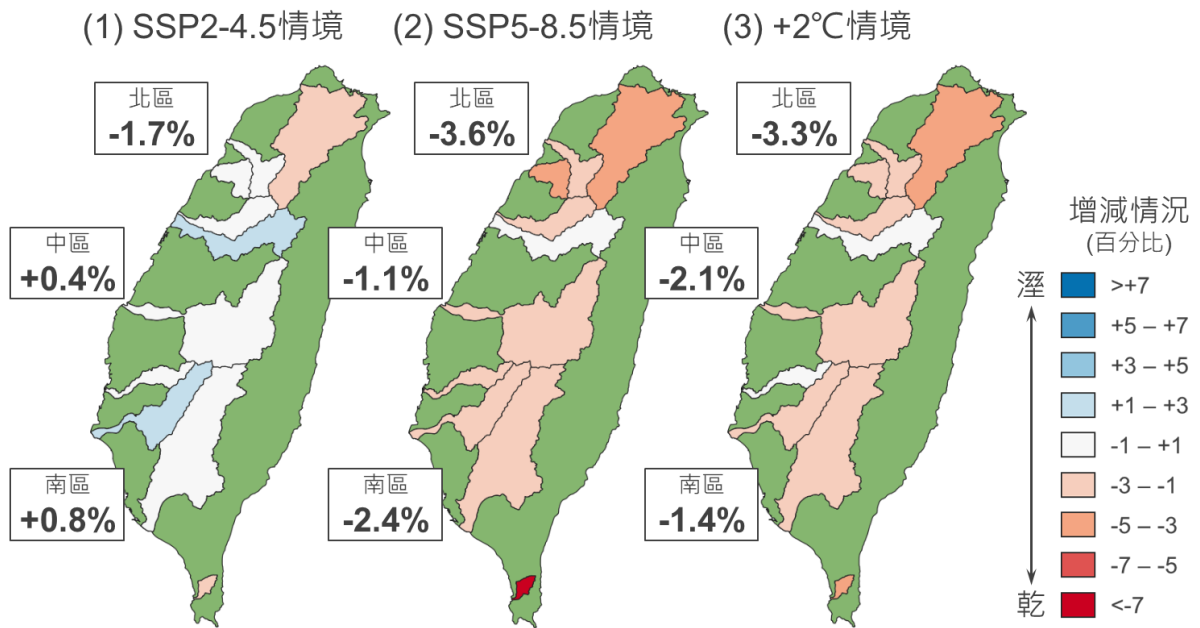 (1) SSP2-4.5情境
(2) SSP5-8.5情境
(3) +2℃情境
北區
-1.7%
北區
-3.6%
北區
-3.3%
中區
+0.4%
中區
-1.1%
中區
-2.1%
南區
+0.8%
南區
-2.4%
南區
-1.4%
增減情況
(百分比)
溼
>+7
+5 – +7
+3 – +5
+1 – +3
-1 – +1
-3 – -1
-5 – -3
-7 – -5
乾
<-7